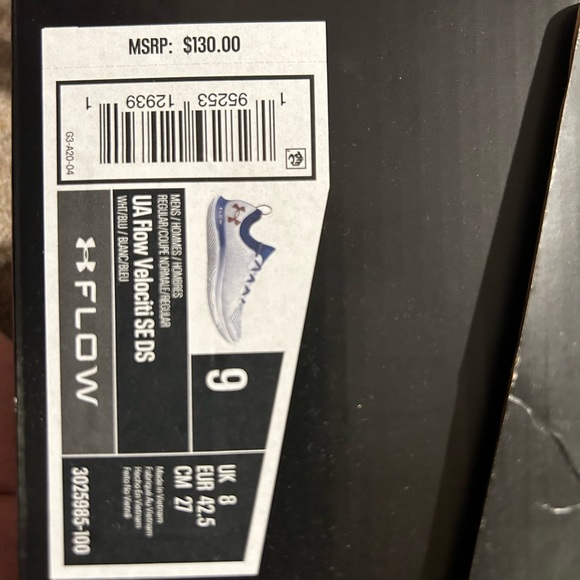 MSRP: $130.00
1 95253 12939 1
G3-A20-04
MENS / HOMMES / HOMBRES
REGULAR/COUPE NORMALE/REGULAR
UA Flow Velociti SE DS
WHT/BLU / BLANC/BLEU
FLOW
9
UK 8
EUR 42.5
CM 27
Made in Vietnam
Fabriqué Au Vietnam
Hecho En Vietnam
Feito No Vietnã
3025985-100